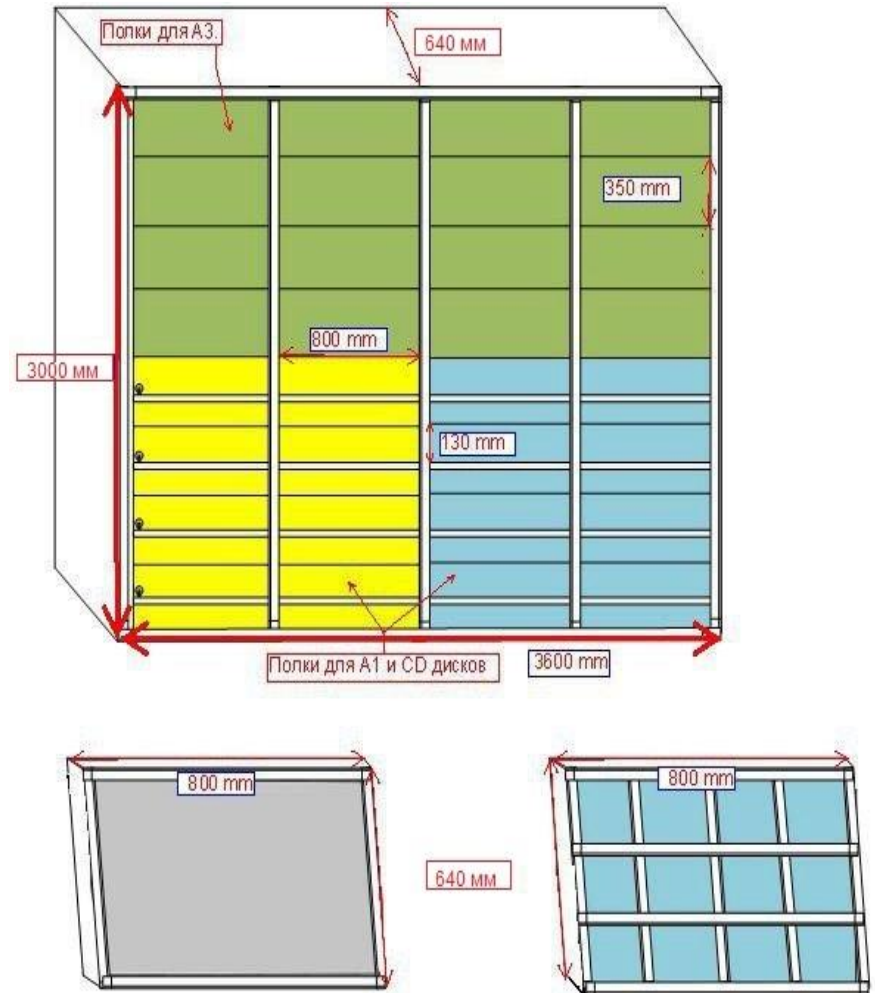 Полки для А3.
640 мм
350 mm
800 mm
3000 мм
130 mm
Полки для А1 и CD дисков
3600 mm
800 mm
800 mm
640 мм